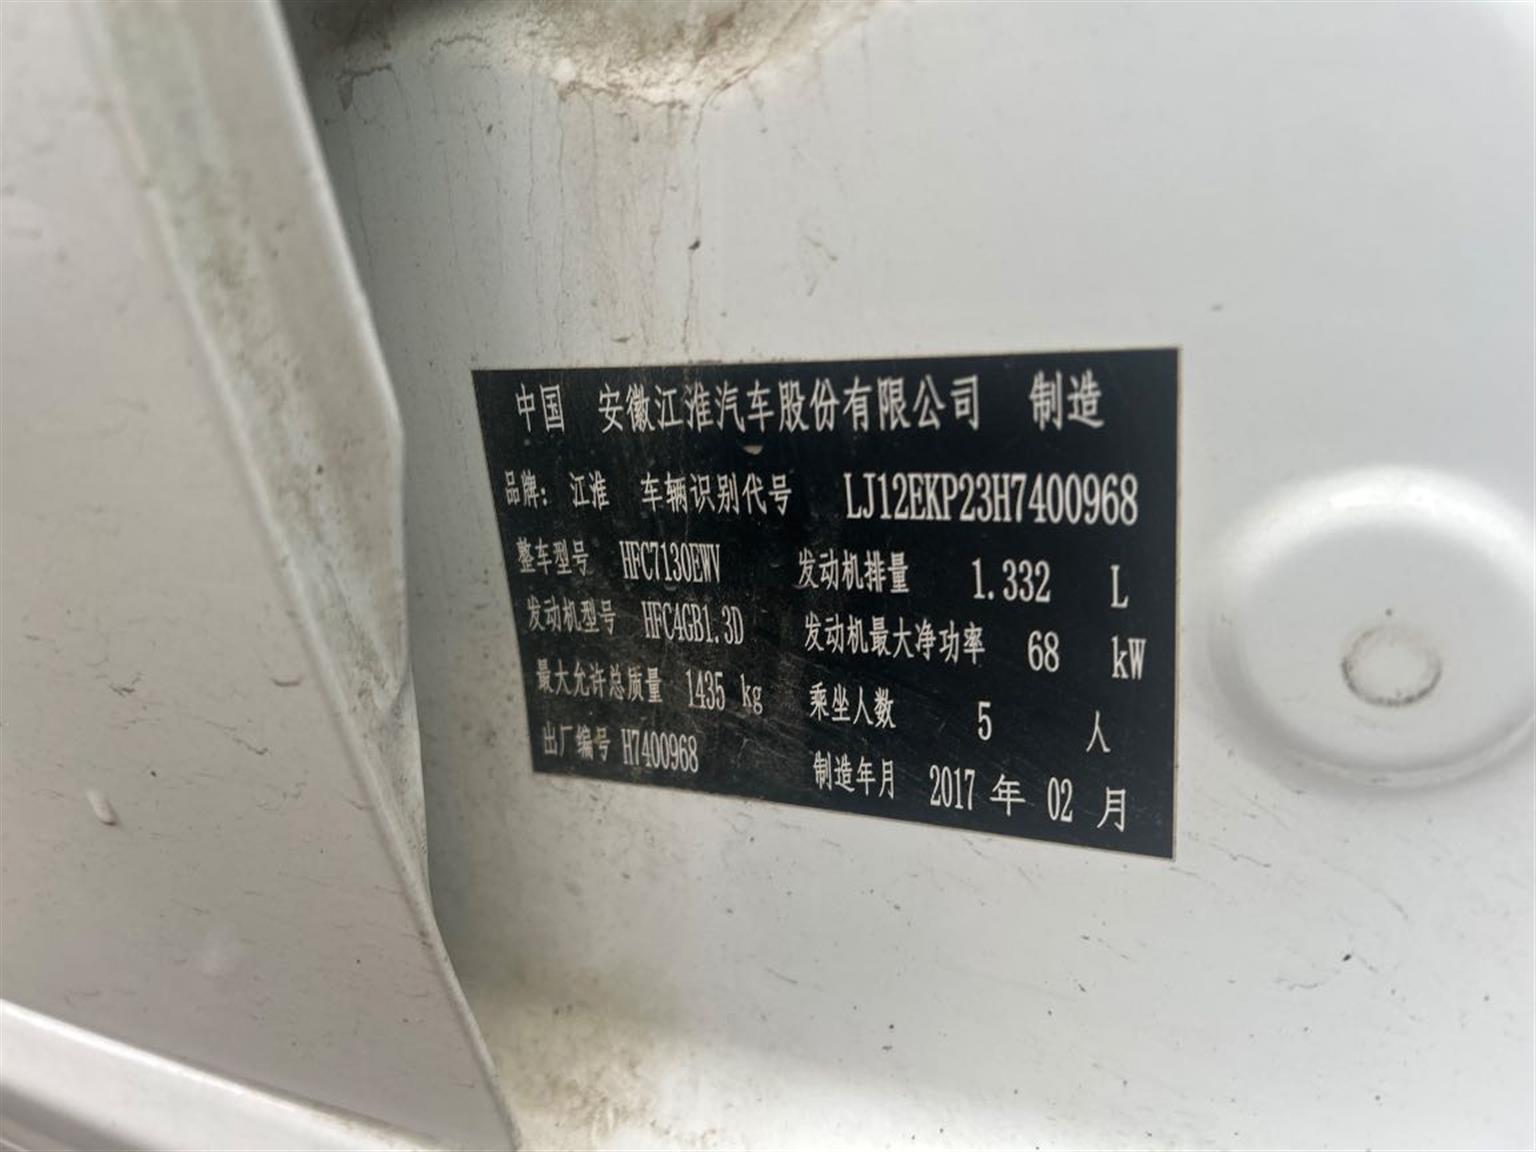 中国 安徽江淮汽车股份有限公司 制造
品牌: 江淮 车辆识别代号 LJ12EKP23H7400968
整车型号 HFC7130EWV 发动机排量 1.332 L
发动机型号 HFC4GB1.3D 发动机最大净功率 68 kW
最大允许总质量 1435 kg 乘坐人数 5 人
出厂编号 H7400968 制造年月 2017 年 02 月